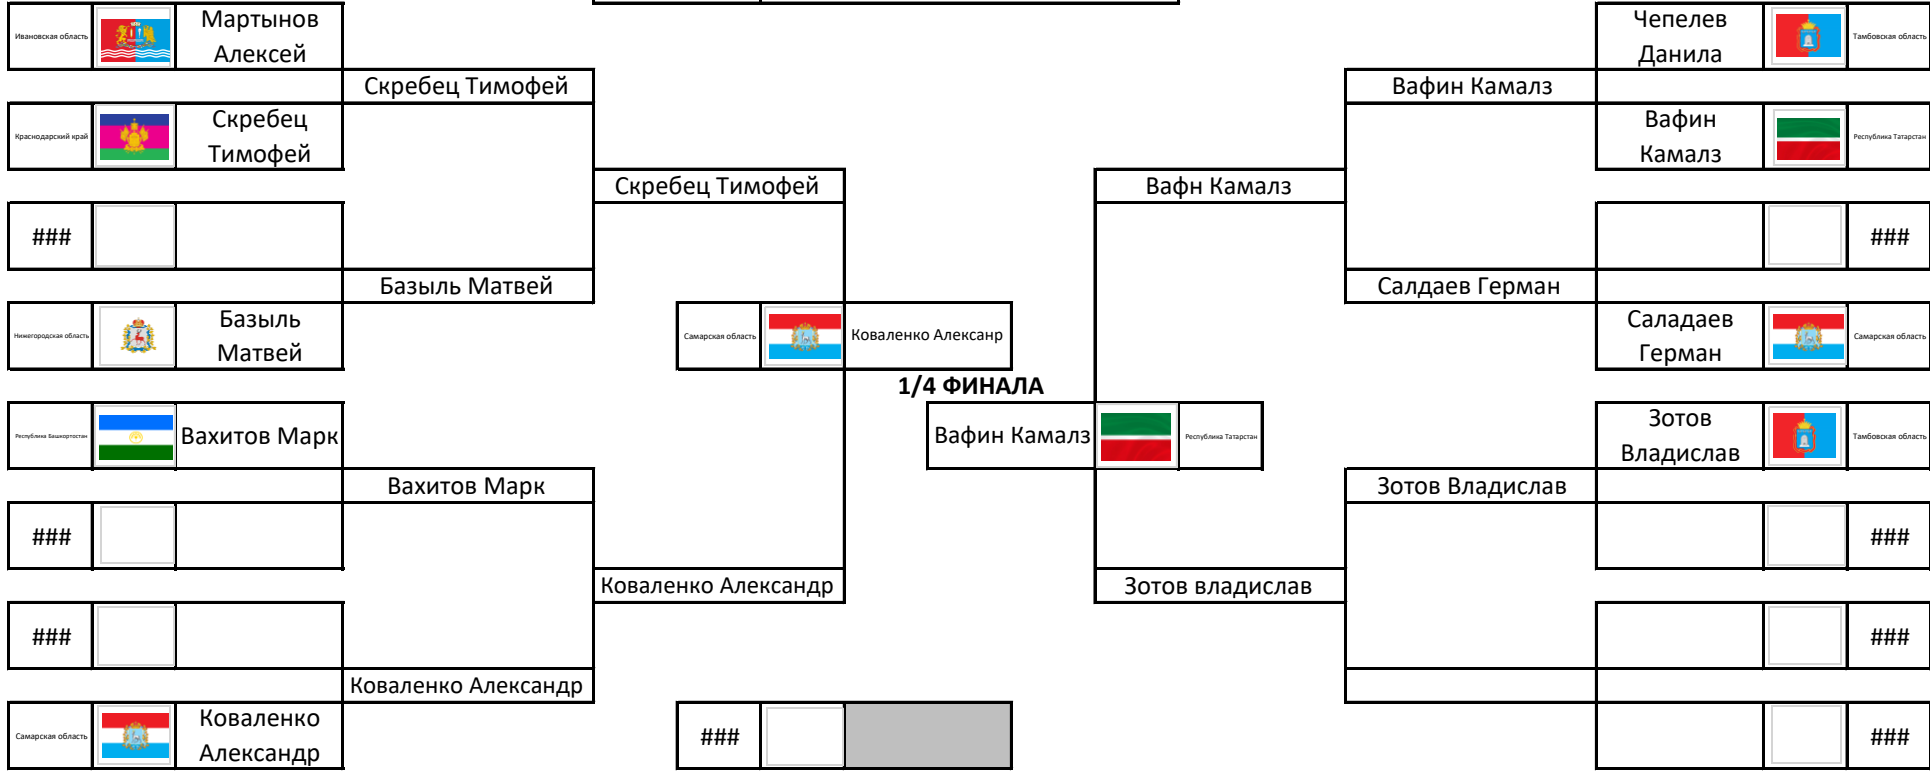 Ивановская область
Мартынов
Алексей
Скребец Тимофей
Краснодарский край
Скребец
Тимофей
Скребец Тимофей
###
Базыль Матвей
Нижегородская область
Базыль
Матвей
Самарская область
Коваленко Алексанр
1/4 ФИНАЛА
Республика Башкортостан
Вахитов Марк
Вафин Камалз
Республика Татарстан
Вахитов Марк
###
Коваленко Александр
###
Коваленко Александр
Самарская область
Коваленко
Александр
###
Чепелев
Данила
Тамбовская область
Вафин Камалз
Вафин
Камалз
Республика Татарстан
Вафн Камалз
###
Салдаев Герман
Саладаев
Герман
Самарская область
Зотов
Владислав
Тамбовская область
Зотов Владислав
###
Зотов владислав
###
###